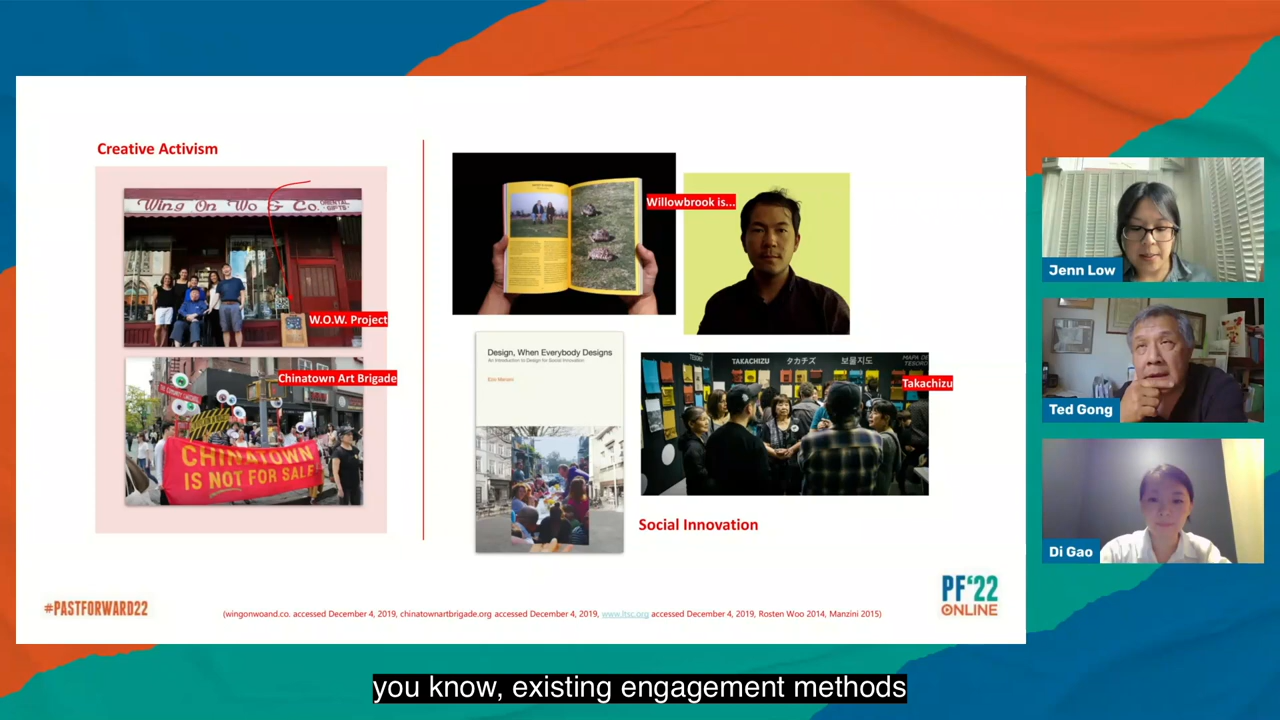 Creative Activism
WING ON WO & CO.
ORIENTAL
GIFTS
W.O.W. Project
Chinatown Art Brigade
CHINATOWN
IS NOT FOR SALE
Willowbrook is...
Design, When Everybody Designs
An Introduction to Design for Social Innovation
Ezio Manzini
TAKACHIZU
タカチズ
보물지도
MAPA DE
Takachizu
Social Innovation
#PASTFORWARD22
(wingonwoand.co. accessed December 4, 2019, chinatownartbrigade.org accessed December 4, 2019, www.ltsc.org accessed December 4, 2019, Rosten Woo 2014, Manzini 2015)
PF'22
ONLINE
Jenn Low
Ted Gong
Di Gao
you know, existing engagement methods